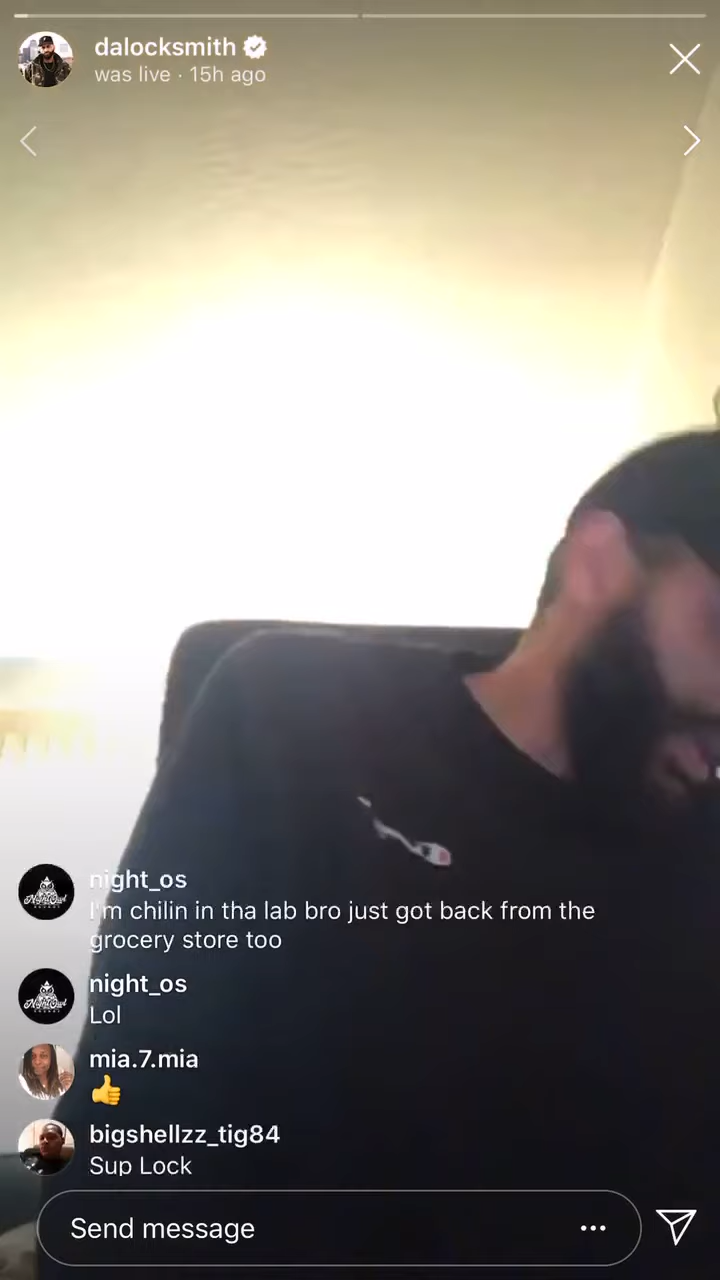 dalocksmith
was live · 15h ago
night_os
I'm chilin in tha lab bro just got back from the
grocery store too
night_os
Lol
mia.7.mia
👍
bigshellzz_tig84
Sup Lock
Send message